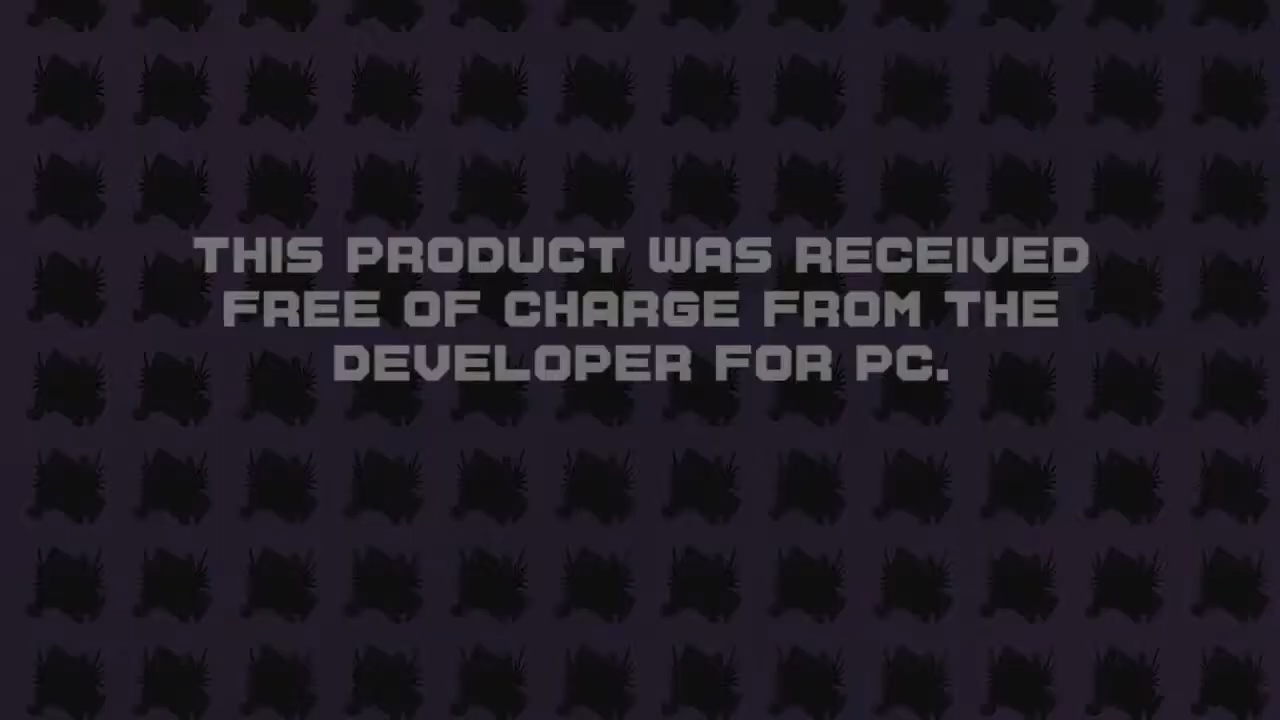 THIS PRODUCT WAS RECEIVED
FREE OF CHARGE FROM THE
DEVELOPER FOR PC.